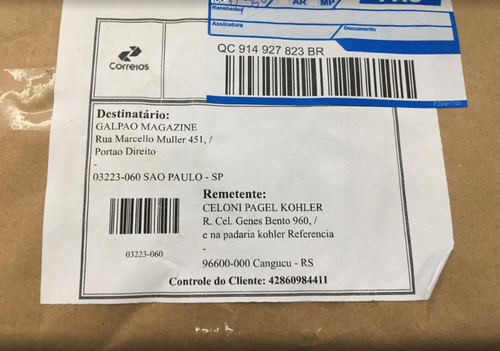 AR MP
Recebedor
Assinatura
Documento
QC 914 927 823 BR
Correios
Destinatário:
GALPAO MAGAZINE
Rua Marcello Muller 451, /
Portao Direito
-
03223-060 SAO PAULO - SP
Remetente:
CELONI PAGEL KOHLER
R. Cel. Genes Bento 960, /
e na padaria kohler Referencia
-
96600-000 Cangucu - RS
03223-060
Controle do Cliente: 42860984411